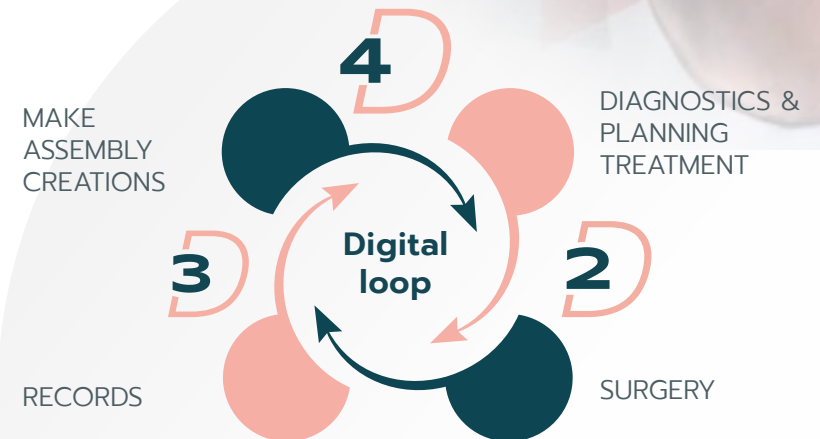 4D
MAKE
ASSEMBLY
CREATIONS
DIAGNOSTICS &
PLANNING
TREATMENT
3D
Digital
loop
2D
RECORDS
SURGERY